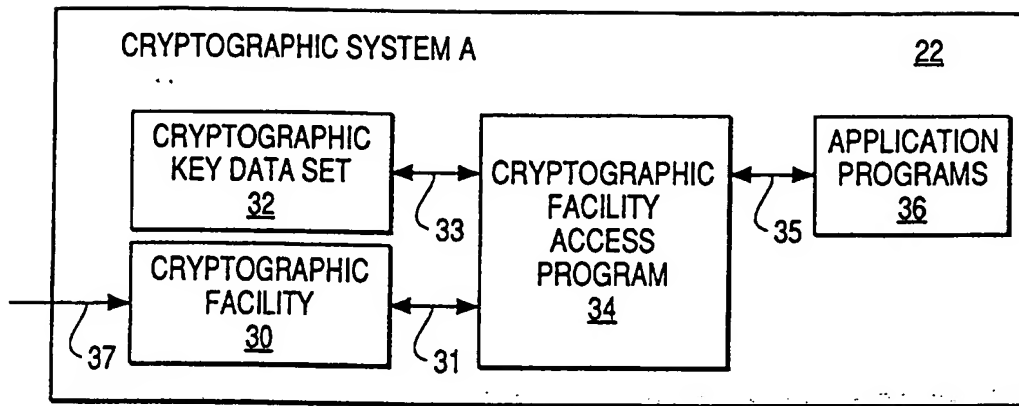 CRYPTOGRAPHIC SYSTEM A
22
CRYPTOGRAPHIC
KEY DATA SET
32
33
CRYPTOGRAPHIC
FACILITY
30
31
37
CRYPTOGRAPHIC
FACILITY
ACCESS
PROGRAM
34
35
APPLICATION
PROGRAMS
36